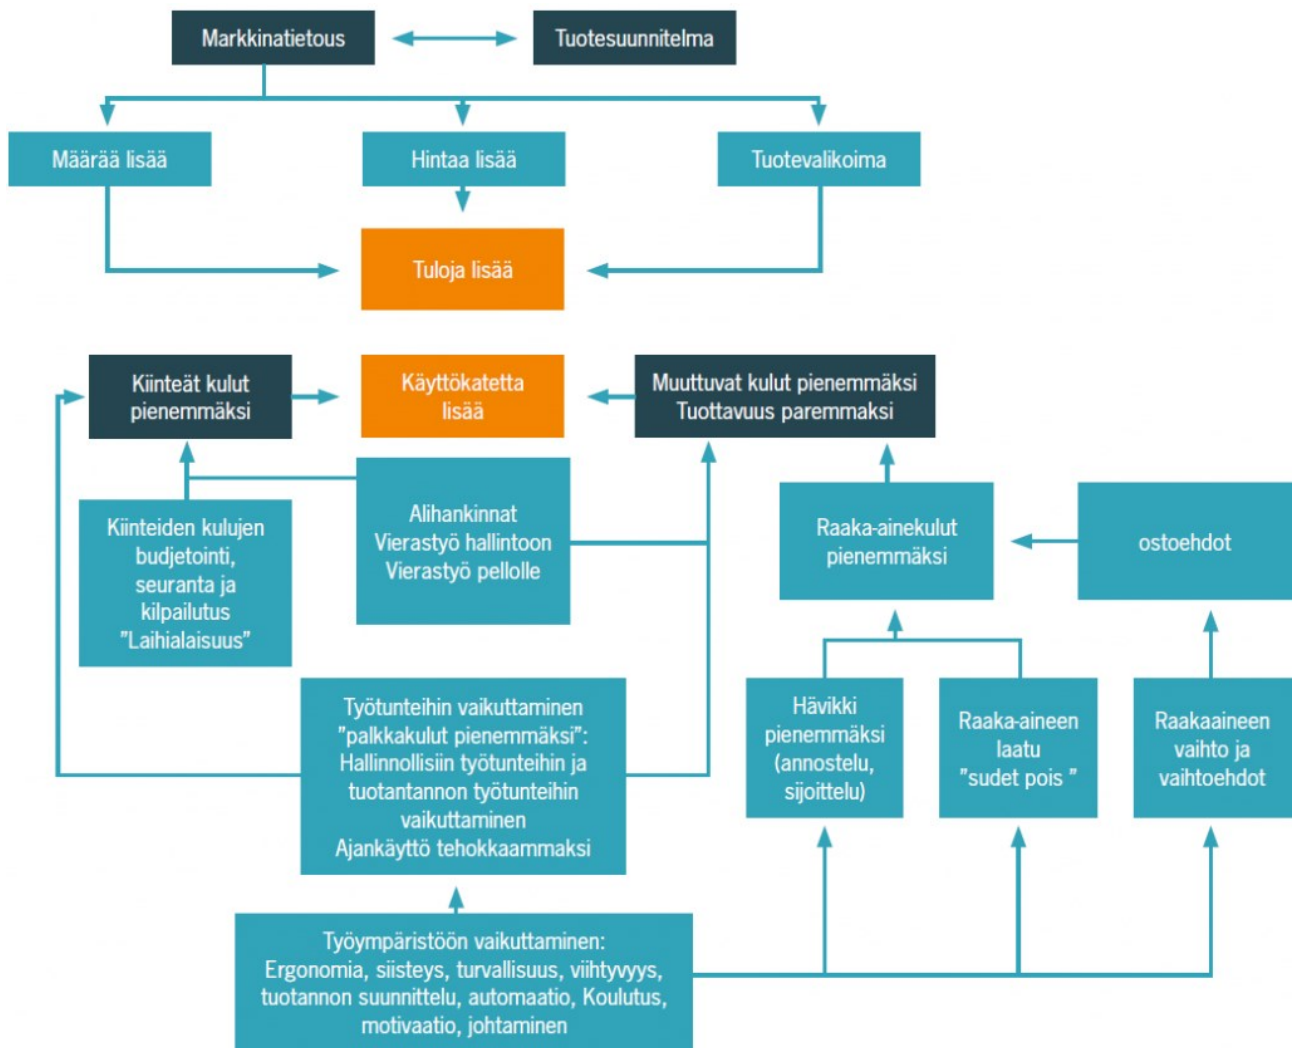 Markkinatietous
Tuotesuunnitelma
Määrää lisää
Hintaa lisää
Tuotevalikoima
Tuloja lisää
Kiinteät kulut
pienemmäksi
Käyttökatetta
lisää
Muuttuvat kulut pienemmäksi
Tuottavuus paremmaksi
Kiinteiden kulujen
budjetointi,
seuranta ja
kilpailutus
"Laihialaisuus"
Alihankinnat
Vierastyö hallintoon
Vierastyö pellolle
Raaka-ainekulut
pienemmäksi
ostoehdot
Työtunteihin vaikuttaminen
"palkkakulut pienemmäksi":
Hallinnollisiin työtunteihin ja
tuotantannon työtunteihin
vaikuttaminen
Ajankäyttö tehokkaammaksi
Hävikki
pienemmäksi
(annostelu,
sijoittelu)
Raaka-aineen
laatu
"sudet pois "
Raakaaineen
vaihto ja
vaihtoehdot
Työympäristöön vaikuttaminen:
Ergonomia, siisteys, turvallisuus, viihtyvyys,
tuotannon suunnittelu, automaatio, Koulutus,
motivaatio, johtaminen